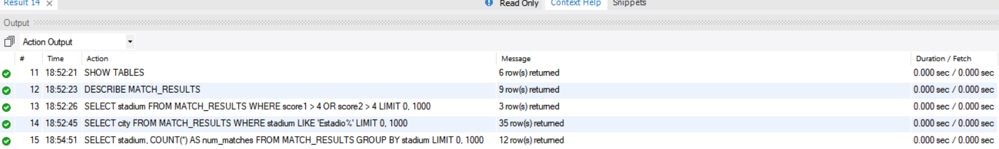 Result 14 × Read Only Context Help Snippets
Output
Action Output
# Time Action Message Duration / Fetch
11 18:52:21 SHOW TABLES 6 row(s) returned 0.000 sec / 0.000 sec
12 18:52:23 DESCRIBE MATCH_RESULTS 9 row(s) returned 0.000 sec / 0.000 sec
13 18:52:26 SELECT stadium FROM MATCH_RESULTS WHERE score1 > 4 OR score2 > 4 LIMIT 0, 1000 3 row(s) returned 0.000 sec / 0.000 sec
14 18:52:45 SELECT city FROM MATCH_RESULTS WHERE stadium LIKE 'Estadio%' LIMIT 0, 1000 35 row(s) returned 0.000 sec / 0.000 sec
15 18:54:51 SELECT stadium, COUNT(*) AS num_matches FROM MATCH_RESULTS GROUP BY stadium LIMIT 0, 1000 12 row(s) returned 0.000 sec / 0.000 sec